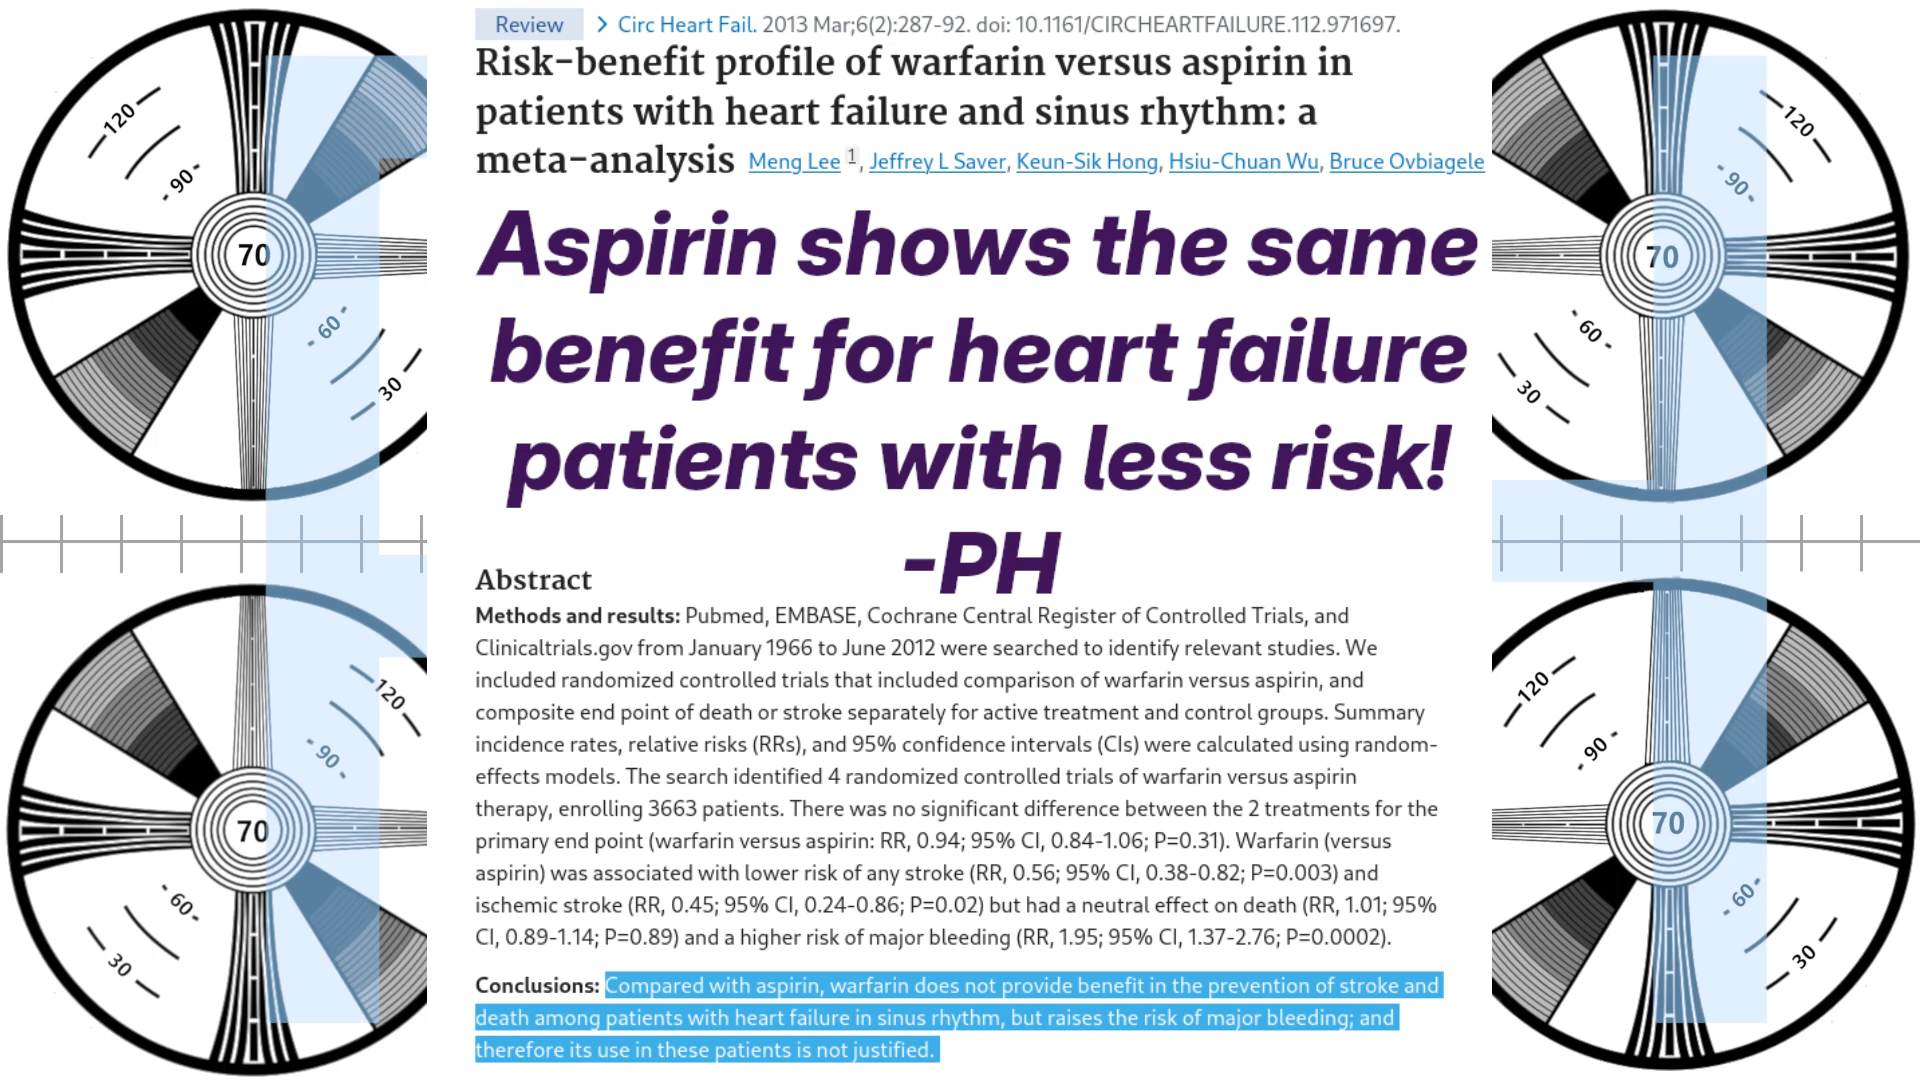 Review > Circ Heart Fail. 2013 Mar;6(2):287-92. doi: 10.1161/CIRCHEARTFAILURE.112.971697.
Risk-benefit profile of warfarin versus aspirin in
patients with heart failure and sinus rhythm: a
meta-analysis Meng Lee 1, Jeffrey L Saver, Keun-Sik Hong, Hsiu-Chuan Wu, Bruce Ovbiagele
Aspirin shows the same
benefit for heart failure
patients with less risk!
-PH
Abstract
Methods and results: Pubmed, EMBASE, Cochrane Central Register of Controlled Trials, and
Clinicaltrials.gov from January 1966 to June 2012 were searched to identify relevant studies. We
included randomized controlled trials that included comparison of warfarin versus aspirin, and
composite end point of death or stroke separately for active treatment and control groups. Summary
incidence rates, relative risks (RRs), and 95% confidence intervals (CIs) were calculated using random-
effects models. The search identified 4 randomized controlled trials of warfarin versus aspirin
therapy, enrolling 3663 patients. There was no significant difference between the 2 treatments for the
primary end point (warfarin versus aspirin: RR, 0.94; 95% CI, 0.84-1.06; P=0.31). Warfarin (versus
aspirin) was associated with lower risk of any stroke (RR, 0.56; 95% CI, 0.38-0.82; P=0.003) and
ischemic stroke (RR, 0.45; 95% CI, 0.24-0.86; P=0.02) but had a neutral effect on death (RR, 1.01; 95%
CI, 0.89-1.14; P=0.89) and a higher risk of major bleeding (RR, 1.95; 95% CI, 1.37-2.76; P=0.0002).
Conclusions: Compared with aspirin, warfarin does not provide benefit in the prevention of stroke and
death among patients with heart failure in sinus rhythm, but raises the risk of major bleeding; and
therefore its use in these patients is not justified.
120
- 90 -
70
- 60 -
30
120
- 90 -
70
- 60 -
30
120
- 90 -
70
- 60 -
30
120
- 90 -
70
- 60 -
30